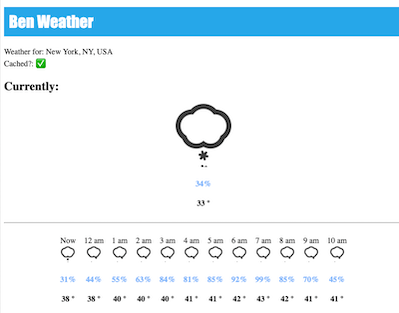 Ben Weather
Weather for: New York, NY, USA
Cached?: ✅
Currently:
34%
33 °
Now 12 am 1 am 2 am 3 am 4 am 5 am 6 am 7 am 8 am 9 am 10 am
31% 44% 55% 63% 84% 81% 85% 92% 99% 85% 70% 45%
38 ° 38 ° 40 ° 40 ° 40 ° 41 ° 41 ° 42 ° 43 ° 42 ° 41 ° 41 °